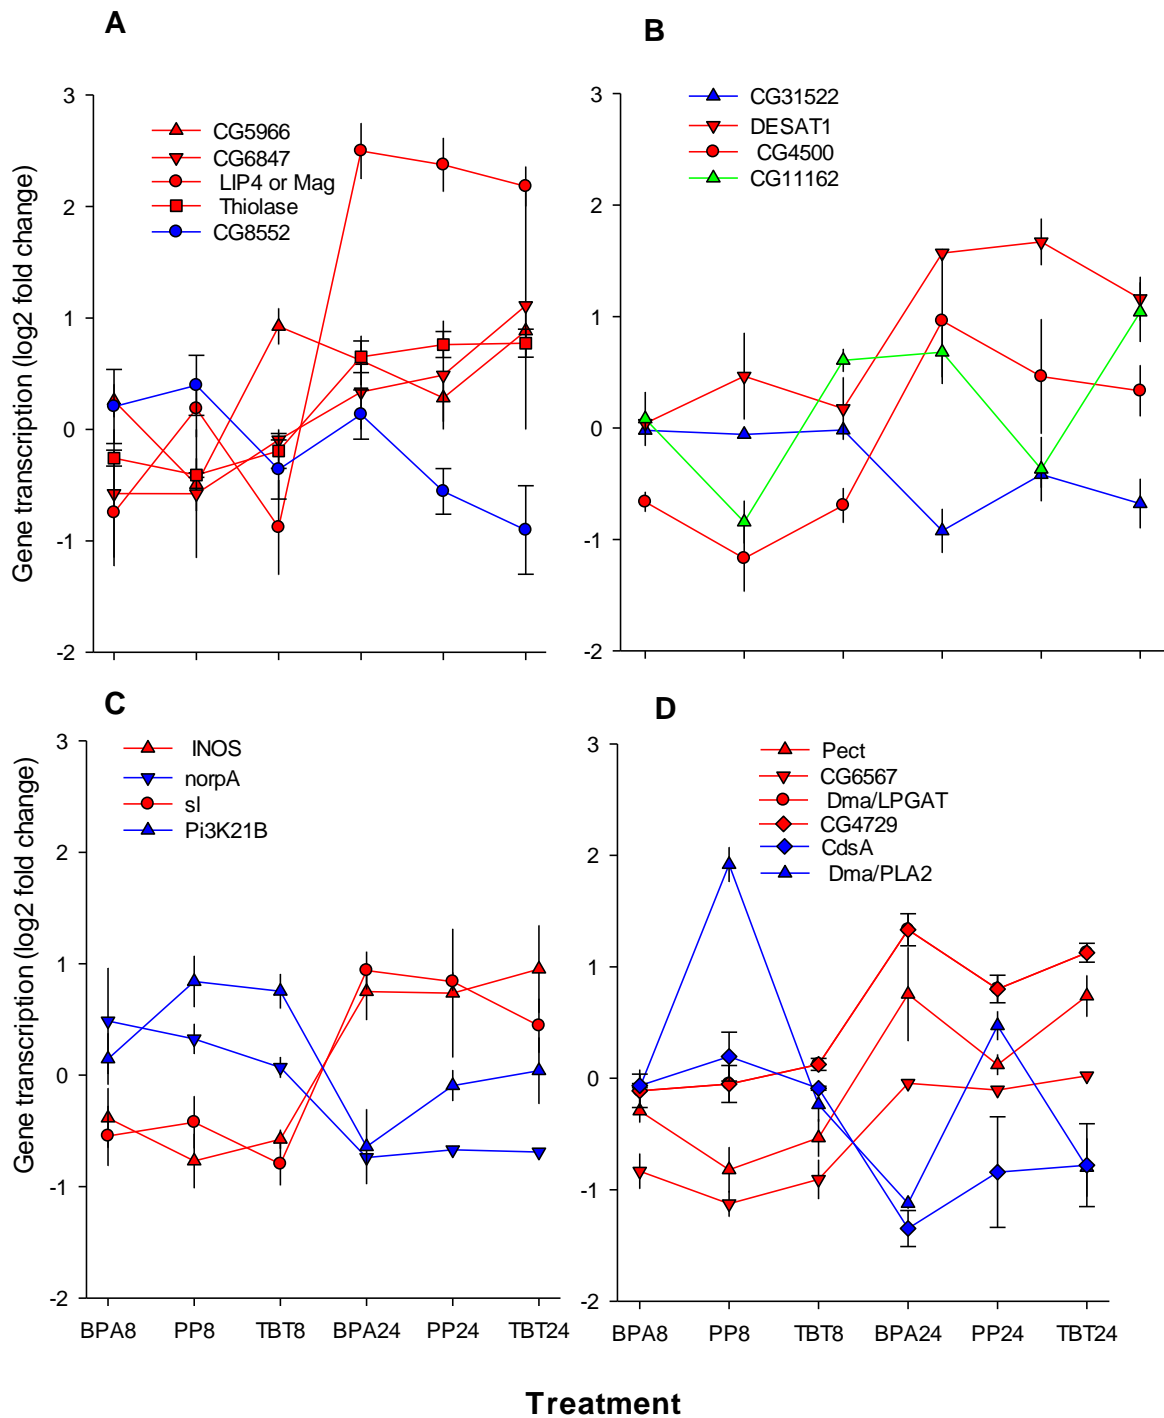 A
B
Gene transcription (log2 fold change)
3
2
1
0
-1
-2
CG5966
CG6847
LIP4 or Mag
Thiolase
CG8552
3
2
1
0
-1
-2
CG31522
DESAT1
CG4500
CG11162
C
D
Gene transcription (log2 fold change)
3
2
1
0
-1
-2
INOS
norpA
sl
Pi3K21B
3
2
1
0
-1
-2
Pect
CG6567
Dma/LPGAT
CG4729
CdsA
Dma/PLA2
BPA8 PP8 TBT8 BPA24 PP24 TBT24
BPA8 PP8 TBT8 BPA24 PP24 TBT24
Treatment